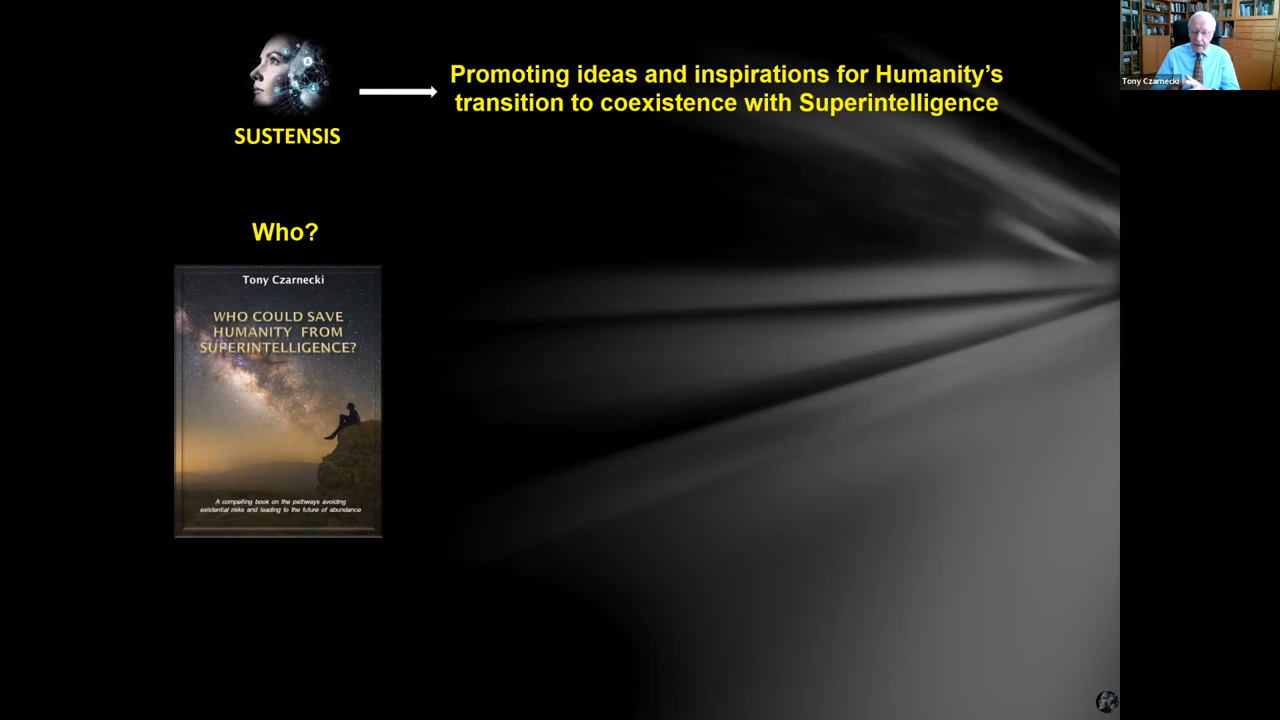 Promoting ideas and inspirations for Humanity's
transition to coexistence with Superintelligence
SUSTENSIS
Tony Czarnecki
Who?
Tony Czarnecki
WHO COULD SAVE
HUMANITY FROM
SUPERINTELLIGENCE?
A compelling book on the pathways avoiding
existential risks and leading to the future of abundance